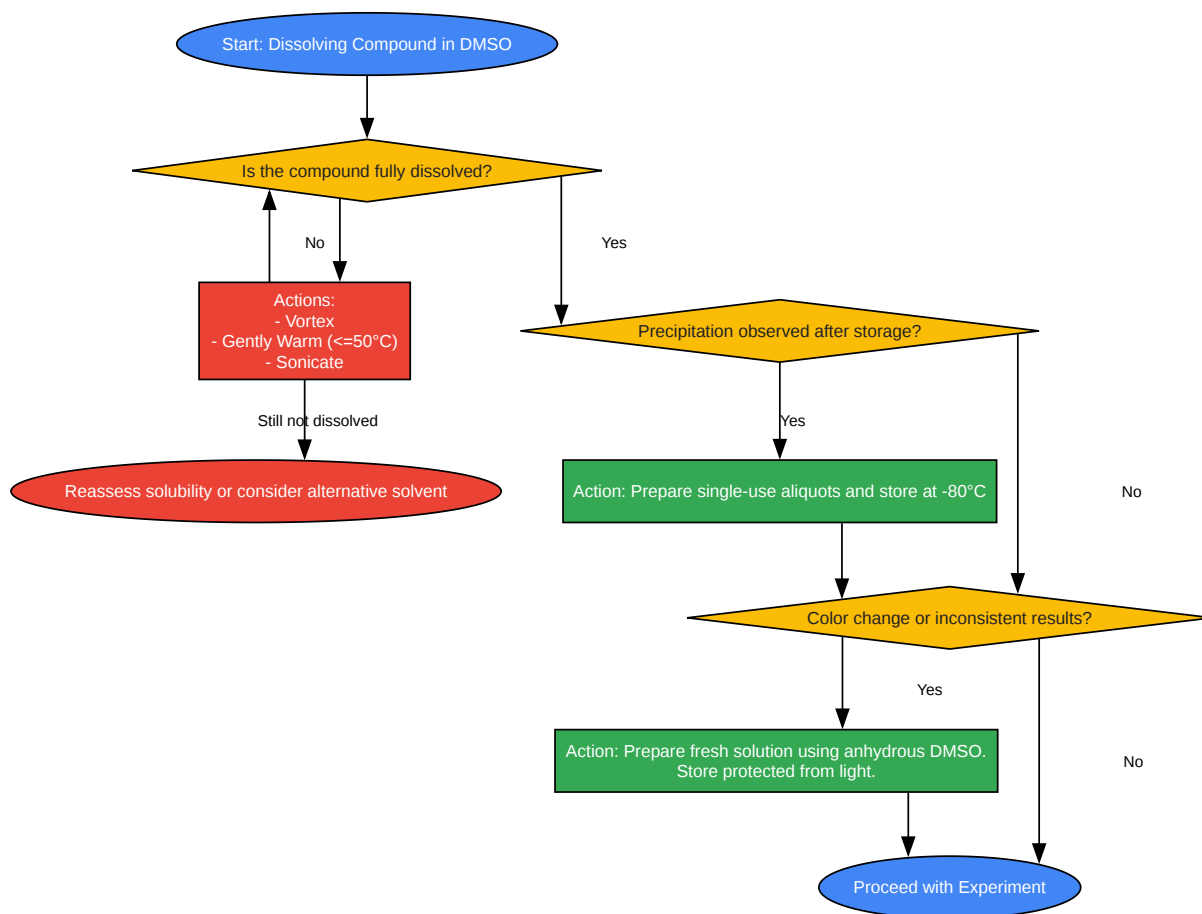 Start: Dissolving Compound in DMSO
Is the compound fully dissolved?
No
Yes
Actions:
- Vortex
- Gently Warm (<=50°C)
- Sonicate
Precipitation observed after storage?
Still not dissolved
Yes
Reassess solubility or consider alternative solvent
Action: Prepare single-use aliquots and store at -80°C
No
Color change or inconsistent results?
Yes
Action: Prepare fresh solution using anhydrous DMSO.
Store protected from light.
No
Proceed with Experiment